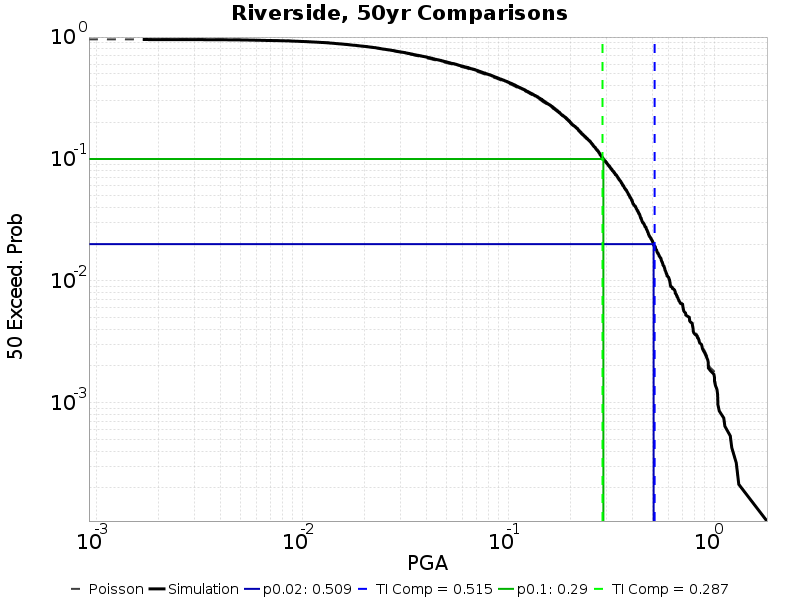 Riverside, 50yr Comparisons
10^0
10^-1
10^-2
10^-3
50 Exceed. Prob
10^-3 10^-2 10^-1 10^0
PGA
Poisson Simulation p0.02: 0.509 TI Comp = 0.515 p0.1: 0.29 TI Comp = 0.287